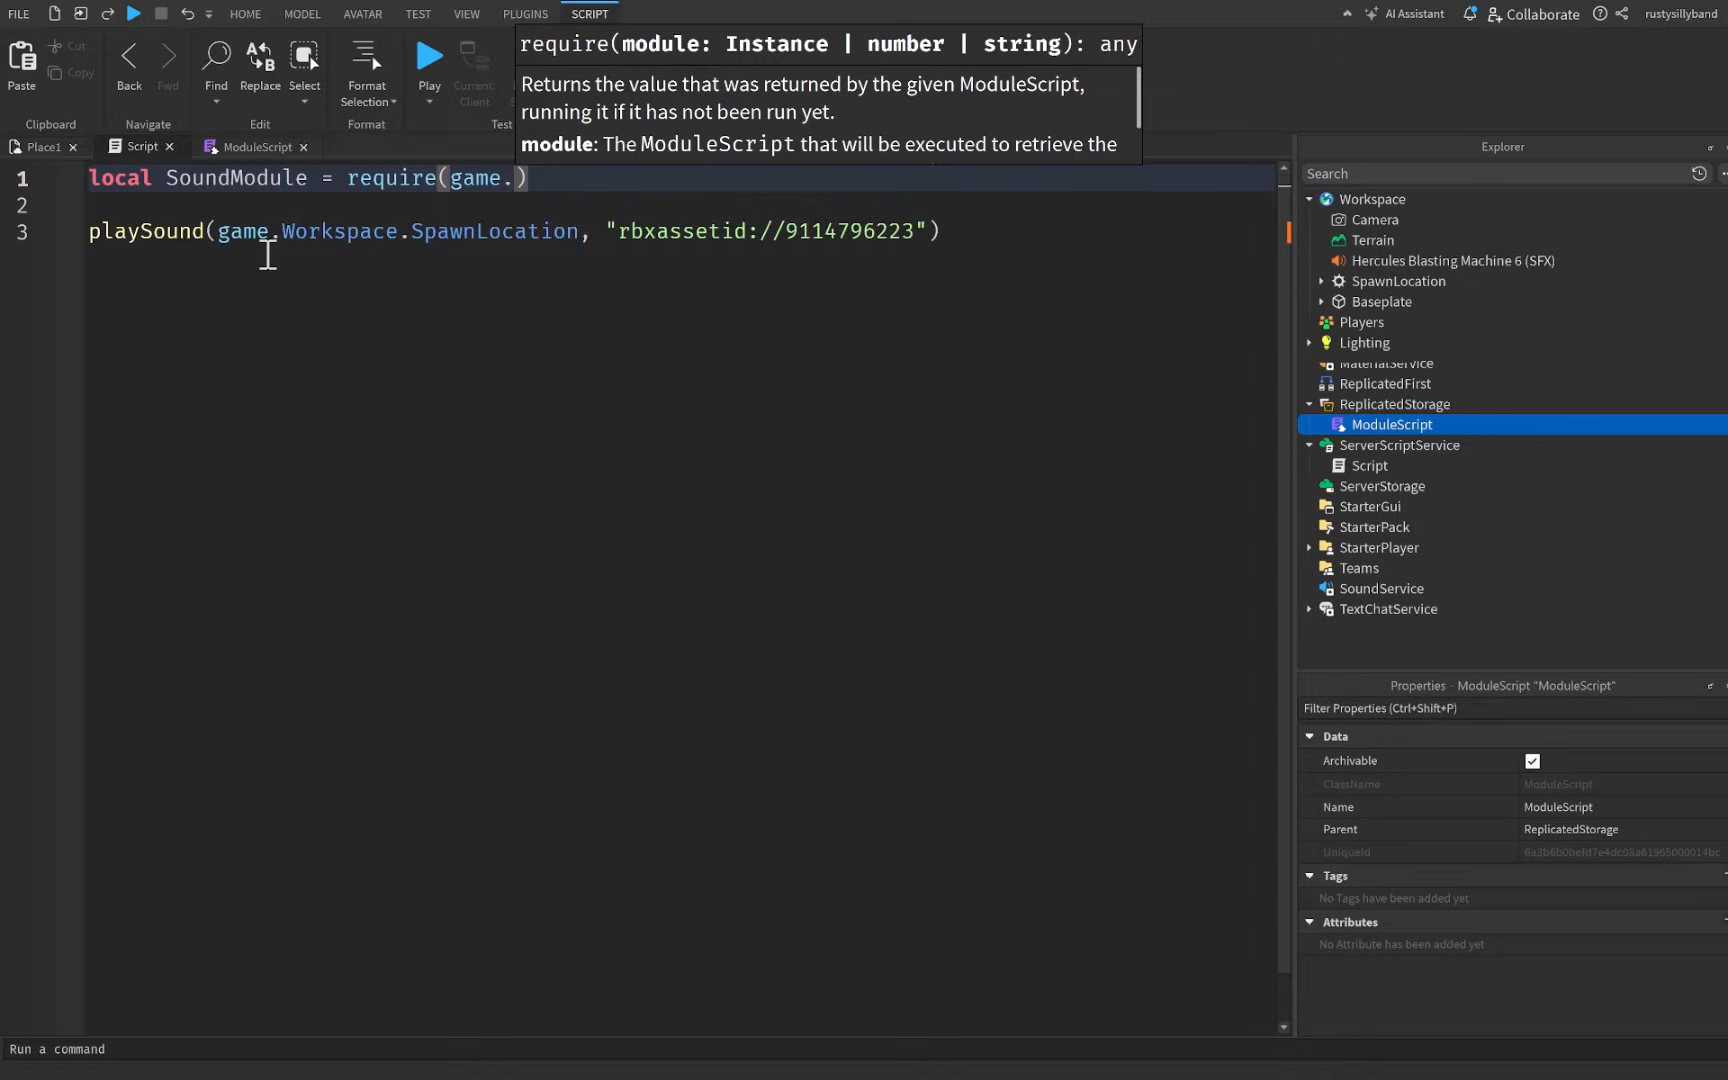 FILE HOME MODEL AVATAR TEST VIEW PLUGINS SCRIPT AI Assistant Collaborate rustysillyband
require(module: Instance | number | string): any
Returns the value that was returned by the given ModuleScript,
running it if it has not been run yet.
module: The ModuleScript that will be executed to retrieve the
Cut
Copy
Paste Back Fwd Find Replace Select Format Selection Play Current: Client
Clipboard Navigate Edit Format Test
Place1 Script ModuleScript
1 local SoundModule = require(game.)
2
3 playSound(game.Workspace.SpawnLocation, "rbxassetid://9114796223")
Explorer
Search
Workspace
Camera
Terrain
Hercules Blasting Machine 6 (SFX)
SpawnLocation
Baseplate
Players
Lighting
MaterialService
ReplicatedFirst
ReplicatedStorage
ModuleScript
ServerScriptService
Script
ServerStorage
StarterGui
StarterPack
StarterPlayer
Teams
SoundService
TextChatService
Properties - ModuleScript "ModuleScript"
Filter Properties (Ctrl+Shift+P)
Data
Archivable
ClassName ModuleScript
Name ModuleScript
Parent ReplicatedStorage
UniqueId
Tags
No Tags have been added yet
Attributes
No Attribute has been added yet
Run a command